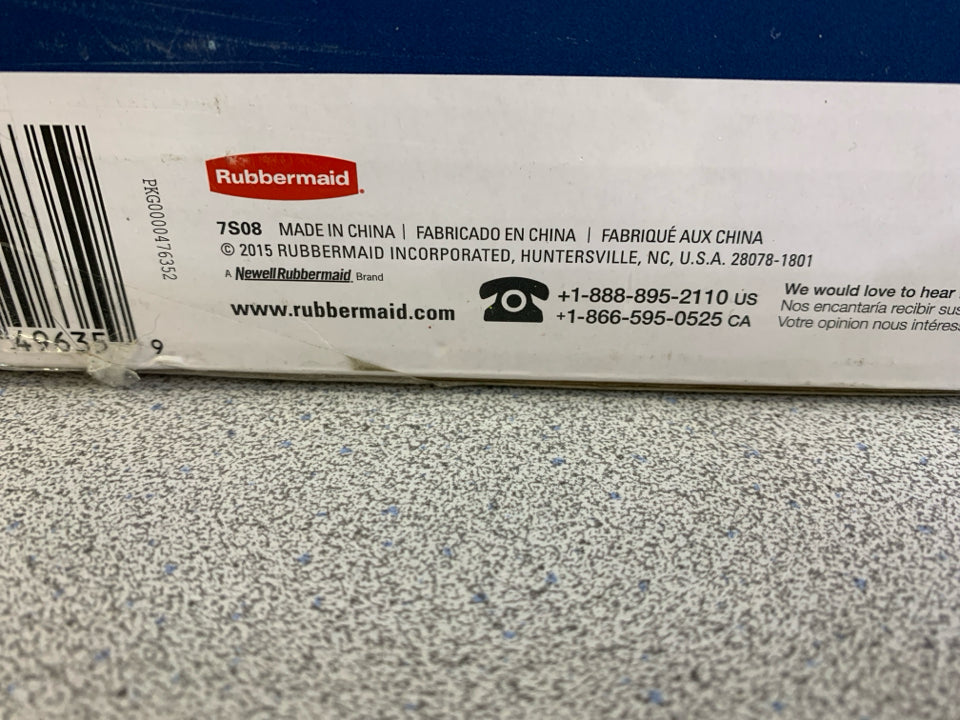 49635 9
PKG0000476352
Rubbermaid
7S08 MADE IN CHINA | FABRICADO EN CHINA | FABRIQUÉ AUX CHINA
© 2015 RUBBERMAID INCORPORATED, HUNTERSVILLE, NC, U.S.A. 28078-1801
A NewellRubbermaid Brand
www.rubbermaid.com
+1-888-895-2110 US
+1-866-595-0525 CA
We would love to hear
Nos encantaría recibir sus
Votre opinion nous